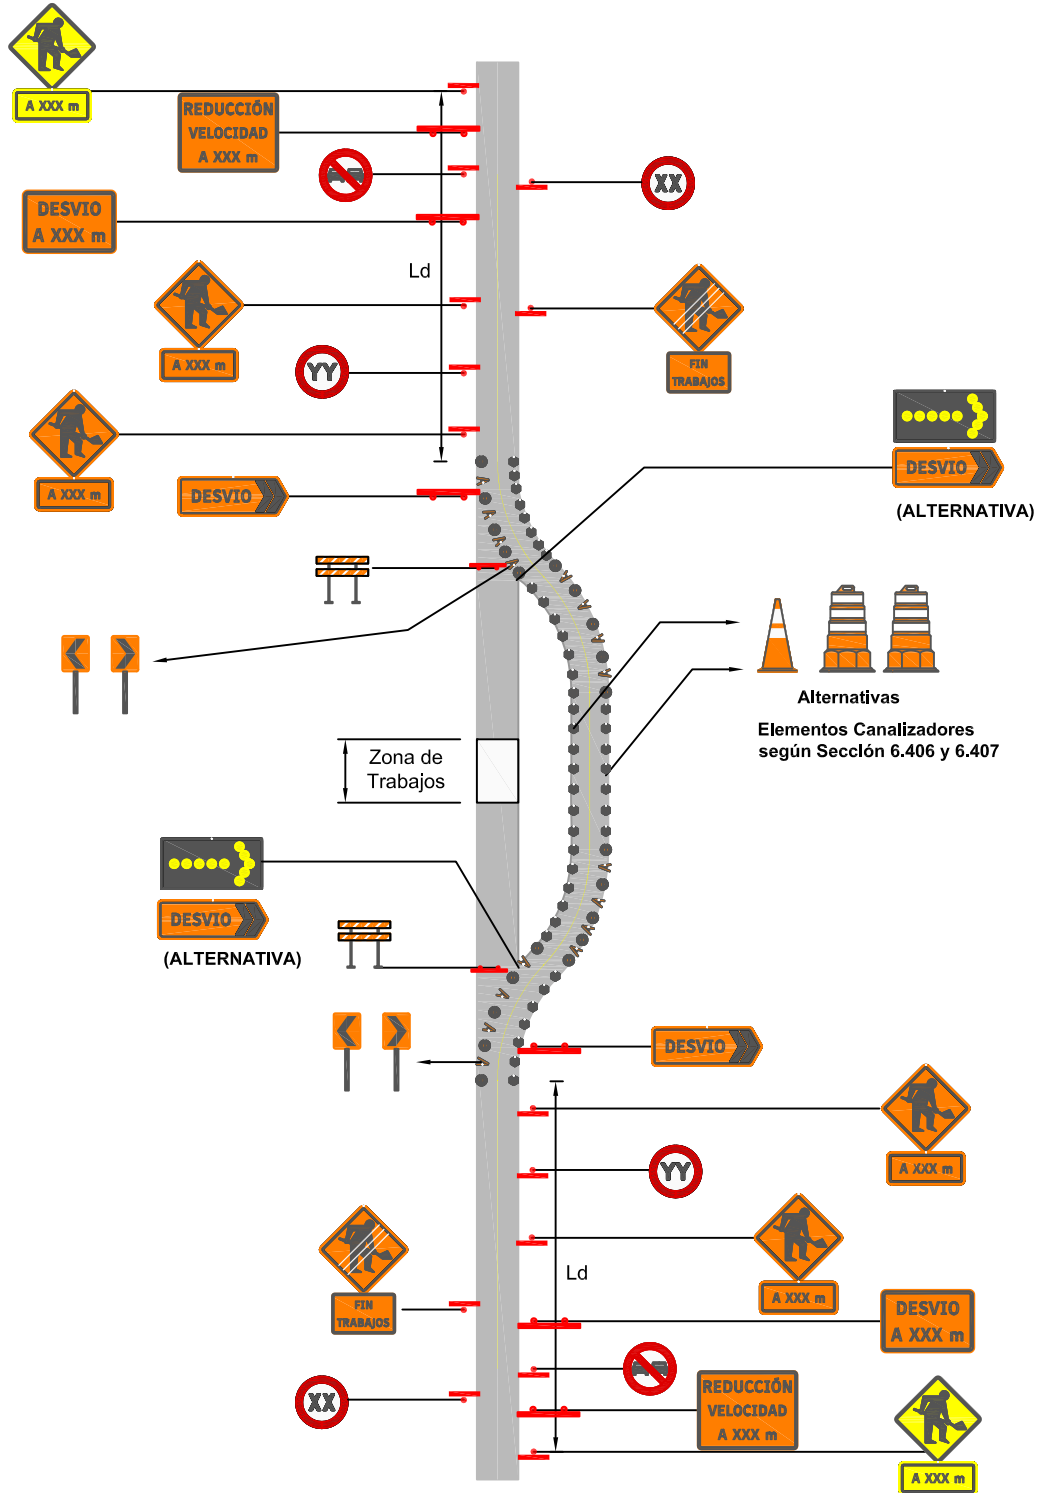 A XXX m
REDUCCIÓN
VELOCIDAD
A XXX m
XX
DESVIO
A XXX m
Ld
A XXX m
FIN
TRABAJOS
YY
A XXX m
DESVIO
DESVIO
(ALTERNATIVA)
Alternativas
Elementos Canalizadores
según Sección 6.406 y 6.407
Zona de
Trabajos
DESVIO
(ALTERNATIVA)
DESVIO
A XXX m
YY
A XXX m
Ld
FIN
TRABAJOS
DESVIO
A XXX m
XX
REDUCCIÓN
VELOCIDAD
A XXX m
A XXX m